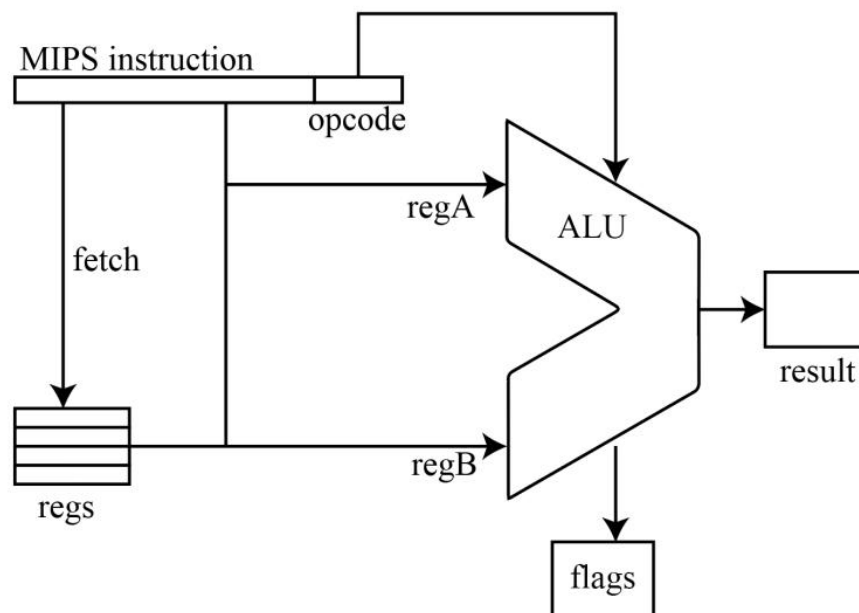 MIPS instruction
opcode
regA
ALU
fetch
result
regB
regs
flags